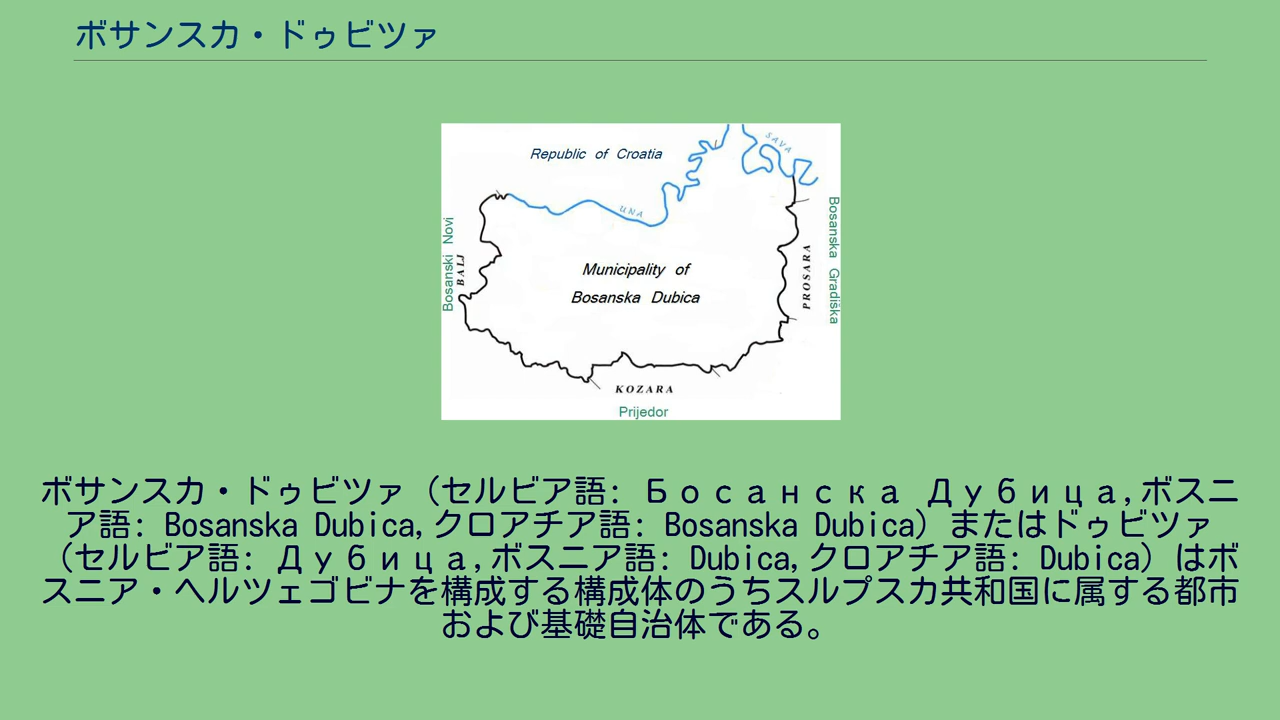 ボサンスカ・ドゥビツァ
Republic of Croatia
SAVA
UNA
Bosanski Novi
BALJ
Municipality of
Bosanska Dubica
PROSARA
Bosanska Gradiška
KOZARA
Prijedor
ボサンスカ・ドゥビツァ（セルビア語: Босанска Дубица,ボスニ
ア語: Bosanska Dubica,クロアチア語: Bosanska Dubica）またはドゥビツァ
（セルビア語: Дубица,ボスニア語: Dubica,クロアチア語: Dubica）はボ
スニア・ヘルツェゴビナを構成する構成体のうちスルプスカ共和国に属する都市
および基礎自治体である。